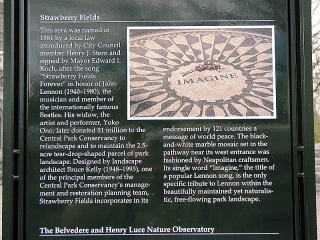 Strawberry Fields
This area was named in
1981 by a local law
introduced by City Council
member Henry J. Stern and
signed by Mayor Edward I.
Koch, after the song
"Strawberry Fields
Forever" in honor of John
Lennon (1940–1980), the
musician and member of
the internationally famous
Beatles. His widow, the
artist and performer, Yoko
Ono, later donated $1 million to the
Central Park Conservancy to
relandscape and to maintain the 2.5-
acre tear-drop-shaped parcel of park
landscape. Designed by landscape
architect Bruce Kelly (1948–1993), one
of the principal members of the
Central Park Conservancy's manage-
ment and restoration planning team,
Strawberry Fields incorporates in its
IMAGINE
endorsement by 121 countries a
message of world peace. The black-
and-white marble mosaic set in the
pathway near its west entrance was
fashioned by Neapolitan craftsmen.
Its single word "Imagine," the title of
a popular Lennon song, is the only
specific tribute to Lennon within the
beautifully maintained yet naturalis-
tic, free-flowing park landscape.
The Belvedere and Henry Luce Nature Observatory